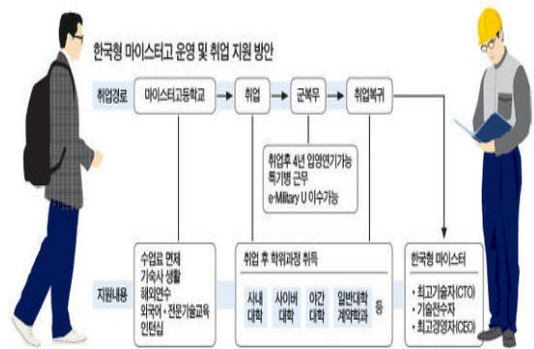 한국형 마이스터고 운영 및 취업 지원 방안
취업경로
마이스터고등학교
취업
군복무
취업복귀
취업후 4년 입영연기가능
특기병 근무
e-Military U 이수가능
지원내용
수업료 면제
기숙사 생활
해외연수
외국어·전문기술교육
인턴십
취업 후 학위과정 취득
사내 대학
사이버 대학
야간 대학
일반대학 계약학과
등
한국형 마이스터
• 최고기술자(CTO)
• 기술전수자
• 최고경영자(CEO)